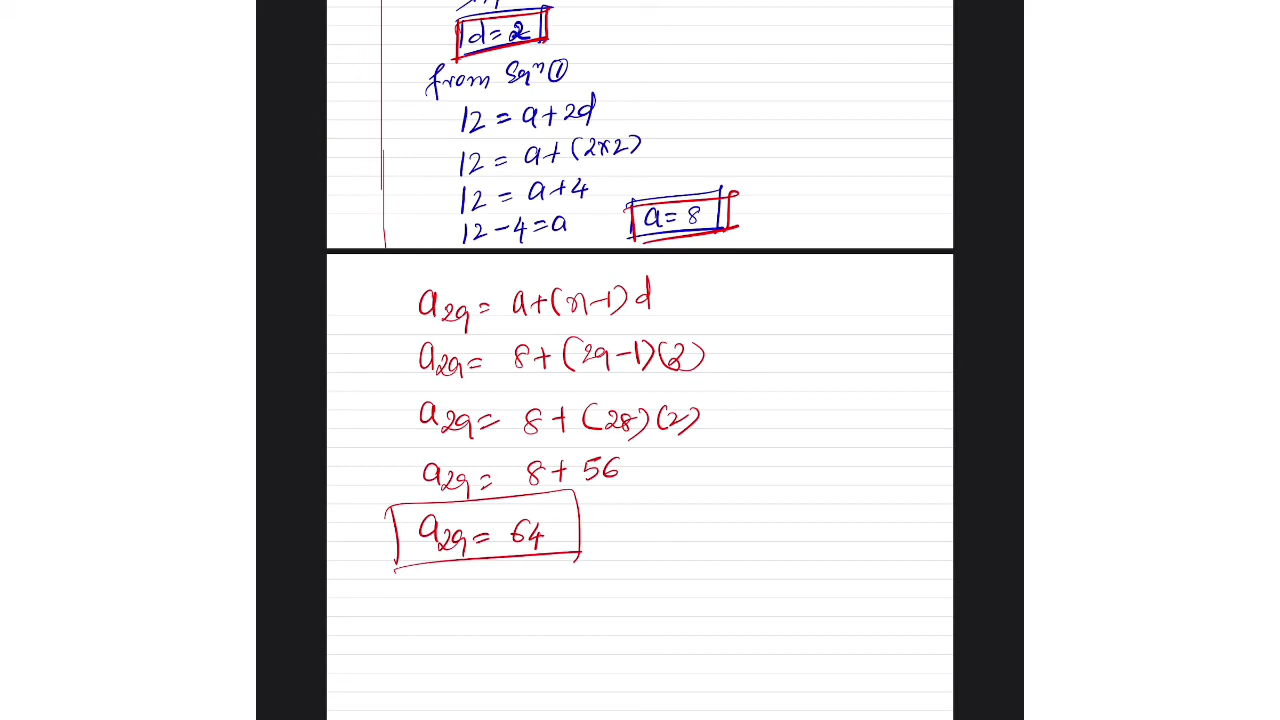 d = 2
from Eqⁿ ①
12 = a + 2d
12 = a + (2×2)
12 = a + 4
12 - 4 = a
a = 8
a₂₉ = a + (n-1) d
a₂₉ = 8 + (29-1)(2)
a₂₉ = 8 + (28)(2)
a₂₉ = 8 + 56
a₂₉ = 64